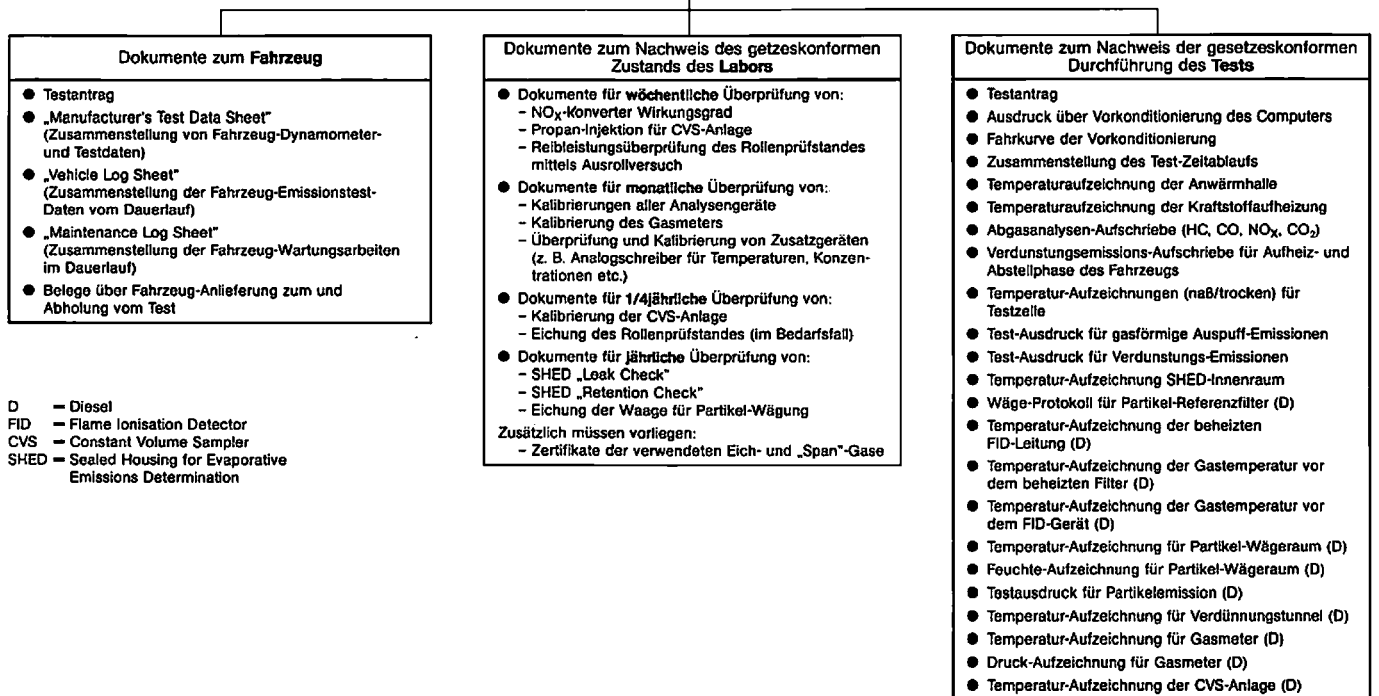 Dokumente zum Fahrzeug
● Testantrag
● „Manufacturer's Test Data Sheet"
(Zusammenstellung von Fahrzeug-Dynamometer-
und Testdaten)
● „Vehicle Log Sheet"
(Zusammenstellung der Fahrzeug-Emissionstest-
Daten vom Dauerlauf)
● „Maintenance Log Sheet"
(Zusammenstellung der Fahrzeug-Wartungsarbeiten
im Dauerlauf)
● Belege über Fahrzeug-Anlieferung zum und
Abholung vom Test
D — Diesel
FID — Flame Ionisation Detector
CVS — Constant Volume Sampler
SHED — Sealed Housing for Evaporative
Emissions Determination
Dokumente zum Nachweis des getzeskonformen
Zustands des Labors
● Dokumente für wöchentliche Überprüfung von:
– NOX-Konverter Wirkungsgrad
– Propan-Injektion für CVS-Anlage
– Reibleistungsüberprüfung des Rollenprüfstandes
mittels Ausrollversuch
● Dokumente für monatliche Überprüfung von:
– Kalibrierungen aller Analysengeräte
– Kalibrierung des Gasmeters
– Überprüfung und Kalibrierung von Zusatzgeräten
(z. B. Analogschreiber für Temperaturen, Konzen-
trationen etc.)
● Dokumente für 1/4jährliche Überprüfung von:
– Kalibrierung der CVS-Anlage
– Eichung des Rollenprüfstandes (im Bedarfsfall)
● Dokumente für jährliche Überprüfung von:
– SHED „Leak Check"
– SHED „Retention Check"
– Eichung der Waage für Partikel-Wägung
Zusätzlich müssen vorliegen:
– Zertifikate der verwendeten Eich- und „Span"-Gase
Dokumente zum Nachweis der gesetzeskonformen
Durchführung des Tests
● Testantrag
● Ausdruck über Vorkonditionierung des Computers
● Fahrkurve der Vorkonditionierung
● Zusammenstellung des Test-Zeitablaufs
● Temperaturaufzeichnung der Anwärmhalle
● Temperaturaufzeichnung der Kraftstoffaufheizung
● Abgasanalysen-Aufschriebe (HC, CO, NOX, CO2)
● Verdunstungsemissions-Aufschriebe für Aufheiz- und
Abstellphase des Fahrzeugs
● Temperatur-Aufzeichnungen (naß/trocken) für
Testzelle
● Test-Ausdruck für gasförmige Auspuff-Emissionen
● Test-Ausdruck für Verdunstungs-Emissionen
● Temperatur-Aufzeichnung SHED-Innenraum
● Wäge-Protokoll für Partikel-Referenzfilter (D)
● Temperatur-Aufzeichnung der beheizten
FID-Leitung (D)
● Temperatur-Aufzeichnung der Gastemperatur vor
dem beheizten Filter (D)
● Temperatur-Aufzeichnung der Gastemperatur vor
dem FID-Gerät (D)
● Temperatur-Aufzeichnung für Partikel-Wägeraum (D)
● Feuchte-Aufzeichnung für Partikel-Wägeraum (D)
● Testausdruck für Partikelemission (D)
● Temperatur-Aufzeichnung für Verdünnungstunnel (D)
● Temperatur-Aufzeichnung für Gasmeter (D)
● Druck-Aufzeichnung für Gasmeter (D)
● Temperatur-Aufzeichnung der CVS-Anlage (D)